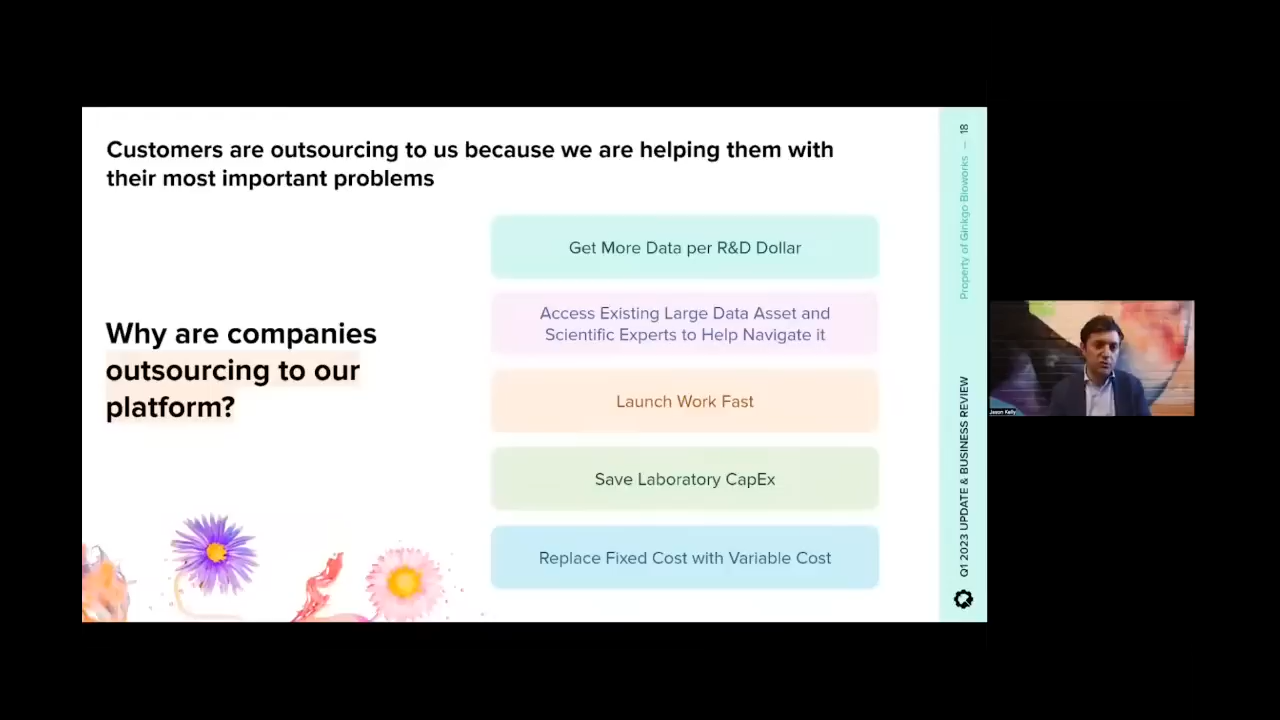 Customers are outsourcing to us because we are helping them with
their most important problems
Why are companies
outsourcing to our
platform?
Get More Data per R&D Dollar
Access Existing Large Data Asset and
Scientific Experts to Help Navigate it
Launch Work Fast
Save Laboratory CapEx
Replace Fixed Cost with Variable Cost
Q1 2023 UPDATE & BUSINESS REVIEW
Property of Ginkgo Bioworks — 18
Jason Kelly